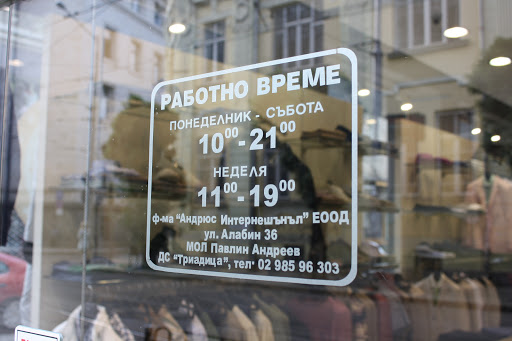 РАБОТНО ВРЕМЕ
ПОНЕДЕЛНИК - СЪБОТА
10⁰⁰ - 21⁰⁰
НЕДЕЛЯ
11⁰⁰ - 19⁰⁰
ф-ма "Андрюс Интернешънъл" ЕООД
ул. Алабин 36
МОЛ Павлин Андреев
ДС "Триадица", тел· 02 985 96 303